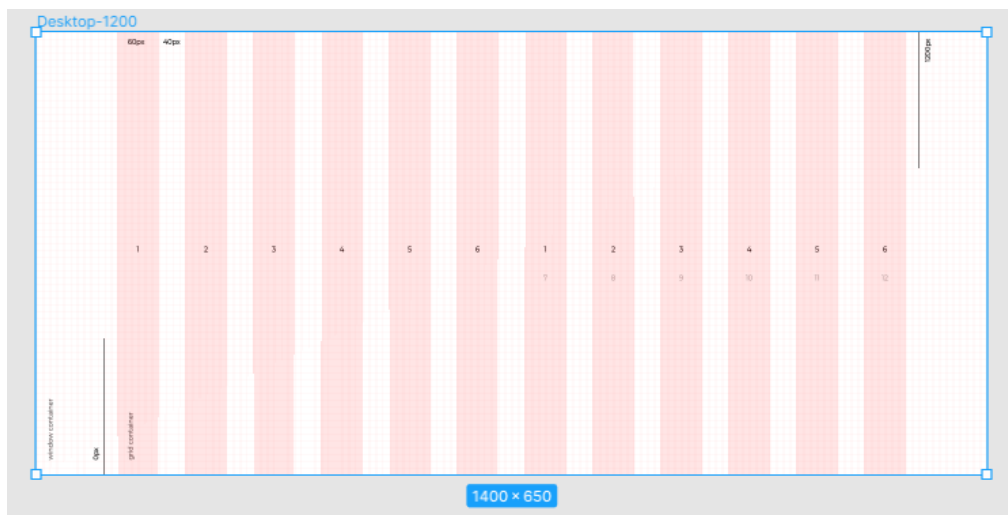 Desktop-1200
60px 40px
1200px
1 2 3 4 5 6 1 2 3 4 5 6
7 8 9 10 11 12
window container
0px
grid container
1400 × 650